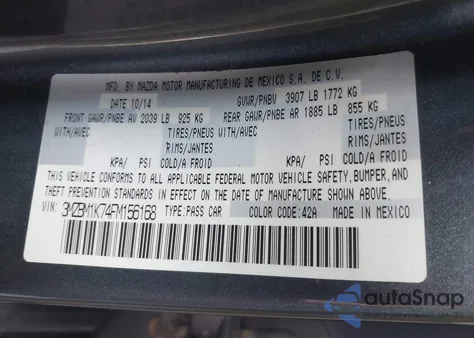 MFD. BY MAZDA MOTOR MANUFACTURING DE MEXICO S.A. DE C.V.
DATE 10/14 GVWR/PNBV 3907 LB 1772 KG
FRONT GAWR/PNBE AV 2039 LB 925 KG REAR GAWR/PNBE AR 1885 LB 855 KG
WITH/AVEC TIRES/PNEUS WITH/AVEC TIRES/PNEUS
RIMS/JANTES RIMS/JANTES
KPA/ PSI COLD/A FROID KPA/ PSI COLD/A FROID
THIS VEHICLE CONFORMS TO ALL APPLICABLE FEDERAL MOTOR VEHICLE SAFETY, BUMPER, AND
THEFT PREVENTION STANDARDS IN EFFECT ON THE DATE OF MANUFACTURE SHOWN ABOVE.
VIN: 3MZBM1K74FM156168 TYPE: PASS CAR COLOR CODE: 42A MADE IN MEXICO
autoSnap